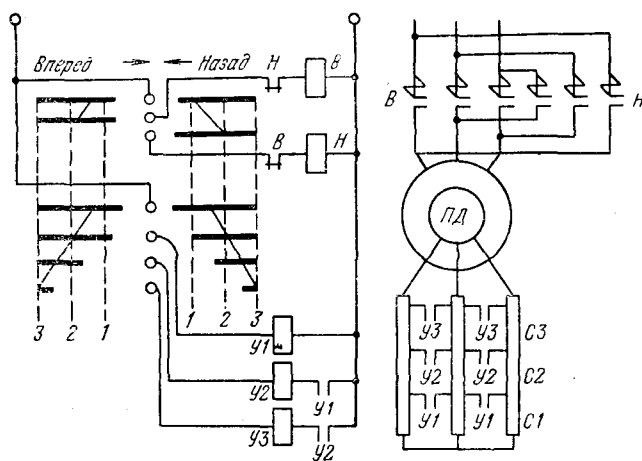 Вперед Назад Н В
В Н
3 2 1 1 2 3
У1
У2 У1
У3 У2
В Н
ПД
У3 У3 С3
У2 У2 С2
У1 У1 С1